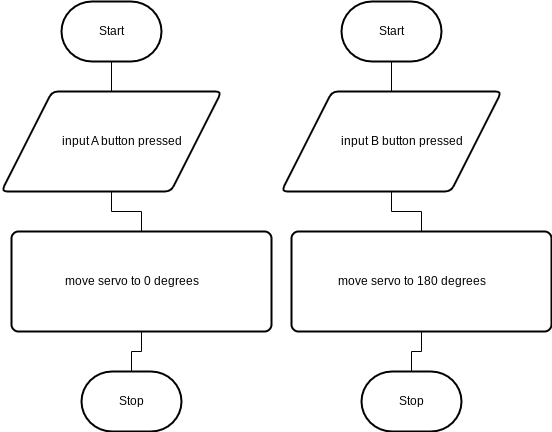 Start
input A button pressed
move servo to 0 degrees
Stop
Start
input B button pressed
move servo to 180 degrees
Stop